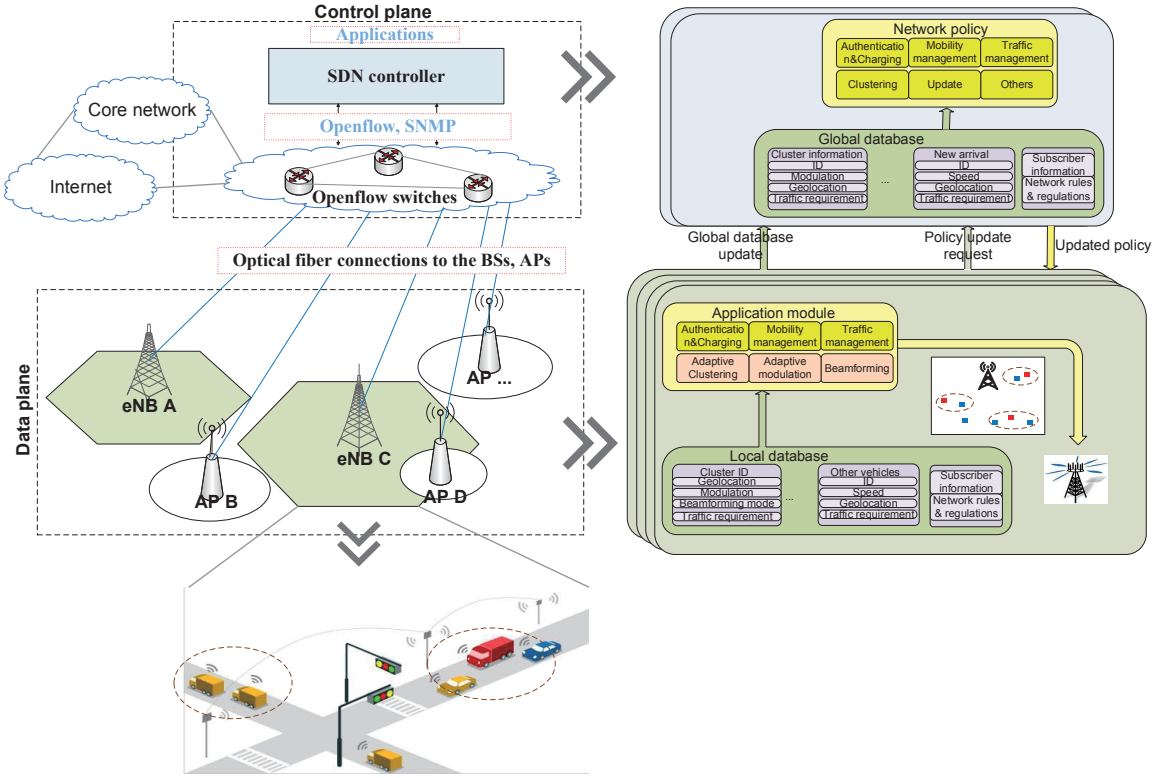 Control plane
Applications
SDN controller
Openflow, SNMP
Core network
Internet
Openflow switches
Optical fiber connections to the BSs, APs
Data plane
eNB A
AP B
eNB C
AP D
AP ...
Network policy
Authenticatio
n&Charging
Mobility
management
Traffic
management
Clustering
Update
Others
Global database
Cluster information
ID
Modulation
Geolocation
Traffic requirement
...
New arrival
ID
Speed
Geolocation
Traffic requirement
Subscriber
information
Network rules
& regulations
Global database
update
Policy update
request
Updated policy
Application module
Authenticatio
n&Charging
Mobility
management
Traffic
management
Adaptive
Clustering
Adaptive
modulation
Beamforming
Local database
Cluster ID
Geolocation
Modulation
Beamforming mode
Traffic requirement
...
Other vehicles
ID
Speed
Geolocation
Traffic requirement
Subscriber
information
Network rules
& regulations